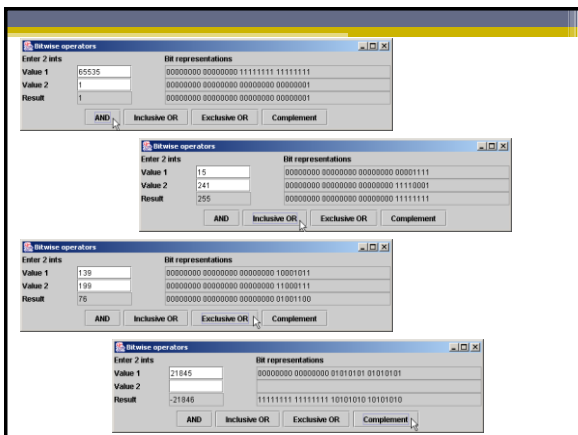 Bitwise operators
Enter 2 ints Bit representations
Value 1 65535 00000000 00000000 11111111 11111111
Value 2 1 00000000 00000000 00000000 00000001
Result 1 00000000 00000000 00000000 00000001
AND Inclusive OR Exclusive OR Complement
Bitwise operators
Enter 2 ints Bit representations
Value 1 15 00000000 00000000 00000000 00001111
Value 2 241 00000000 00000000 00000000 11110001
Result 255 00000000 00000000 00000000 11111111
AND Inclusive OR Exclusive OR Complement
Bitwise operators
Enter 2 ints Bit representations
Value 1 139 00000000 00000000 00000000 10001011
Value 2 199 00000000 00000000 00000000 11000111
Result 76 00000000 00000000 00000000 01001100
AND Inclusive OR Exclusive OR Complement
Bitwise operators
Enter 2 ints Bit representations
Value 1 21845 00000000 00000000 01010101 01010101
Value 2
Result -21846 11111111 11111111 10101010 10101010
AND Inclusive OR Exclusive OR Complement